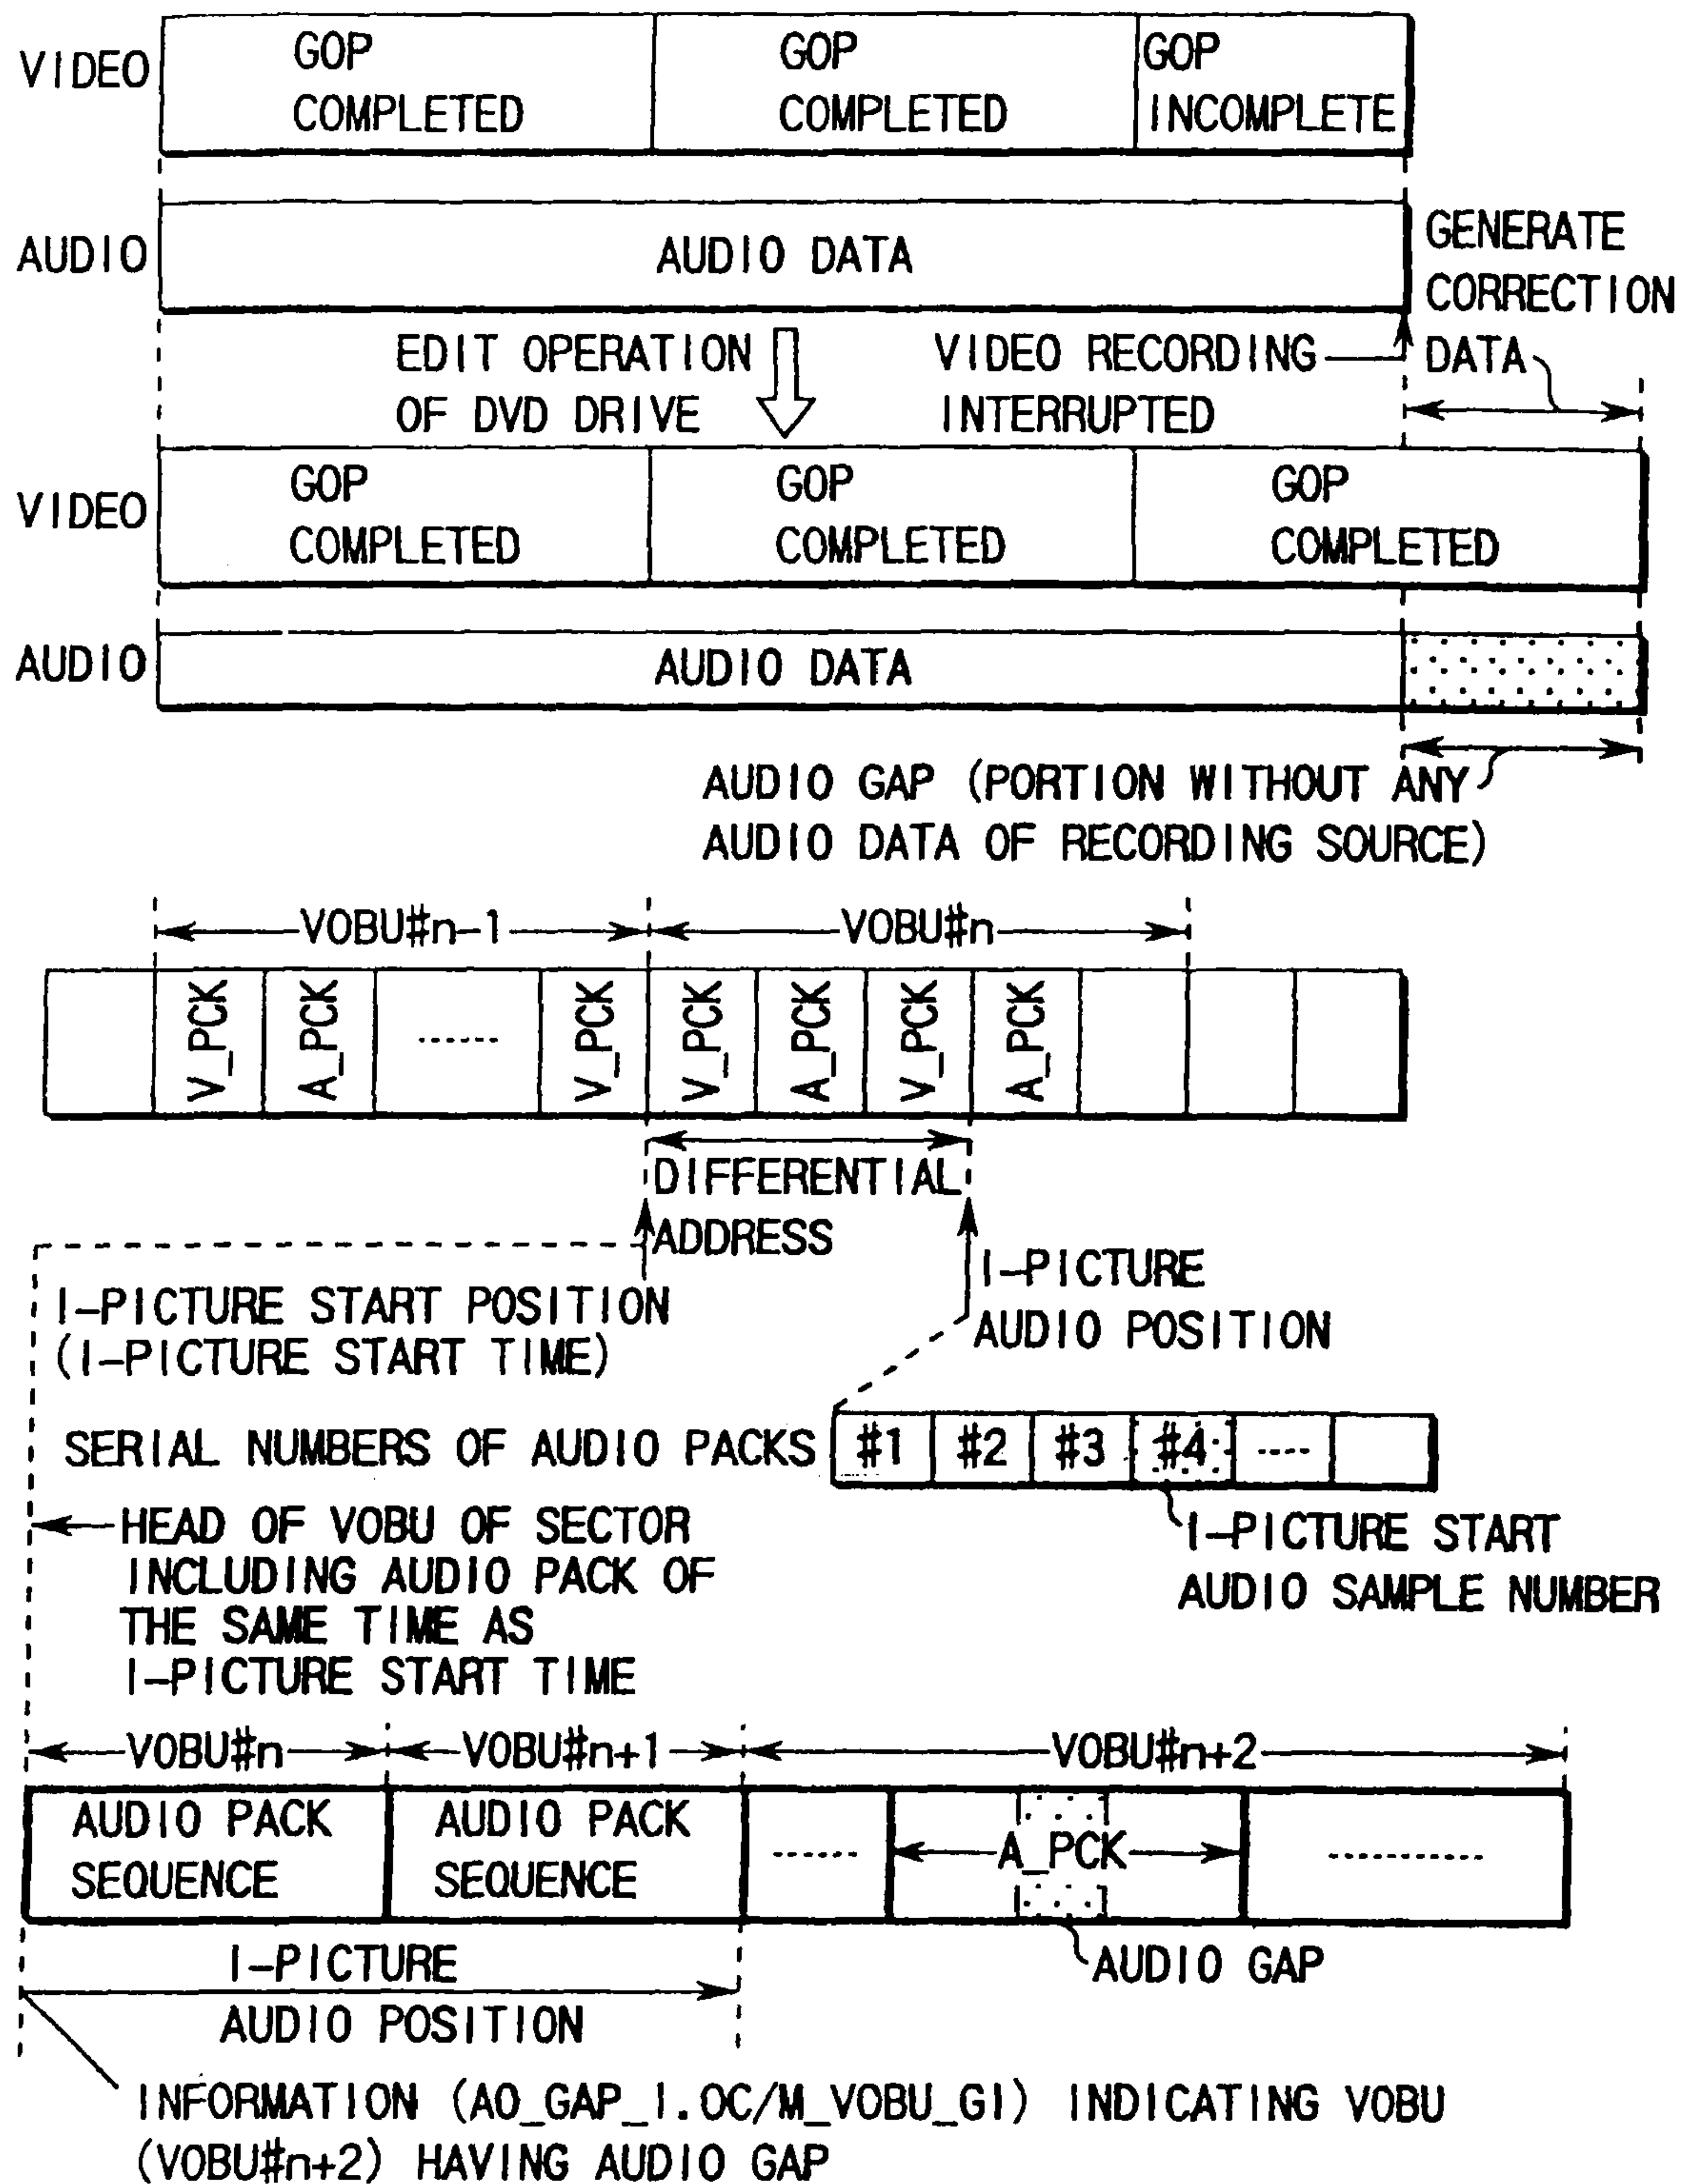 VIDEO
GOP
COMPLETED
GOP
COMPLETED
GOP
INCOMPLETE
AUDIO
AUDIO DATA
GENERATE
CORRECTION
DATA
EDIT OPERATION
OF DVD DRIVE
VIDEO RECORDING
INTERRUPTED
VIDEO
GOP
COMPLETED
GOP
COMPLETED
GOP
COMPLETED
AUDIO
AUDIO DATA
AUDIO GAP (PORTION WITHOUT ANY
AUDIO DATA OF RECORDING SOURCE)
VOBU#n-1
VOBU#n
V_PCK
A_PCK
V_PCK
V_PCK
A_PCK
V_PCK
A_PCK
DIFFERENTIAL
ADDRESS
I-PICTURE START POSITION
(I-PICTURE START TIME)
I-PICTURE
AUDIO POSITION
SERIAL NUMBERS OF AUDIO PACKS
#1
#2
#3
#4
I-PICTURE START
AUDIO SAMPLE NUMBER
HEAD OF VOBU OF SECTOR
INCLUDING AUDIO PACK OF
THE SAME TIME AS
I-PICTURE START TIME
VOBU#n
VOBU#n+1
VOBU#n+2
AUDIO PACK
SEQUENCE
AUDIO PACK
SEQUENCE
A_PCK
AUDIO GAP
I-PICTURE
AUDIO POSITION
INFORMATION (A0_GAP_I.OC/M_VOBU_GI) INDICATING VOBU
(VOBU#n+2) HAVING AUDIO GAP